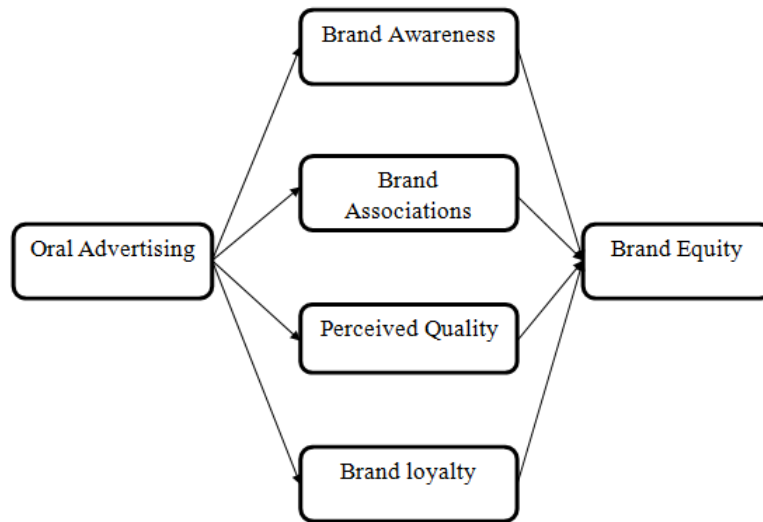 Brand Awareness
Brand
Associations
Oral Advertising
Brand Equity
Perceived Quality
Brand loyalty